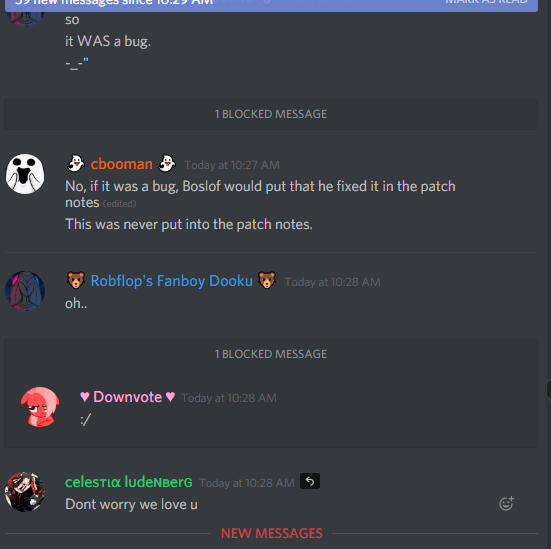 39 new messages since 10:29 AM MARK AS READ
so
it WAS a bug.
-_-"
1 BLOCKED MESSAGE
cbooman Today at 10:27 AM
No, if it was a bug, Boslof would put that he fixed it in the patch
notes (edited)
This was never put into the patch notes.
Robflop's Fanboy Dooku Today at 10:28 AM
oh..
1 BLOCKED MESSAGE
♥ Downvote ♥ Today at 10:28 AM
:/
celesтια ludeɴвerɢ Today at 10:28 AM
Dont worry we love u
NEW MESSAGES